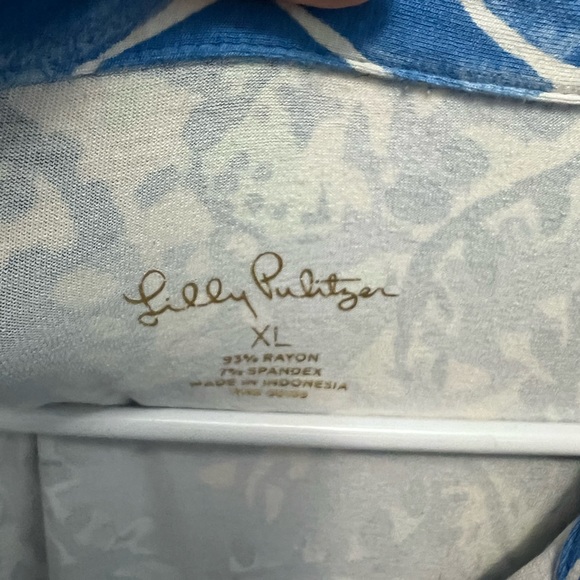 Lilly Pulitzer
XL
93% RAYON
7% SPANDEX
MADE IN INDONESIA